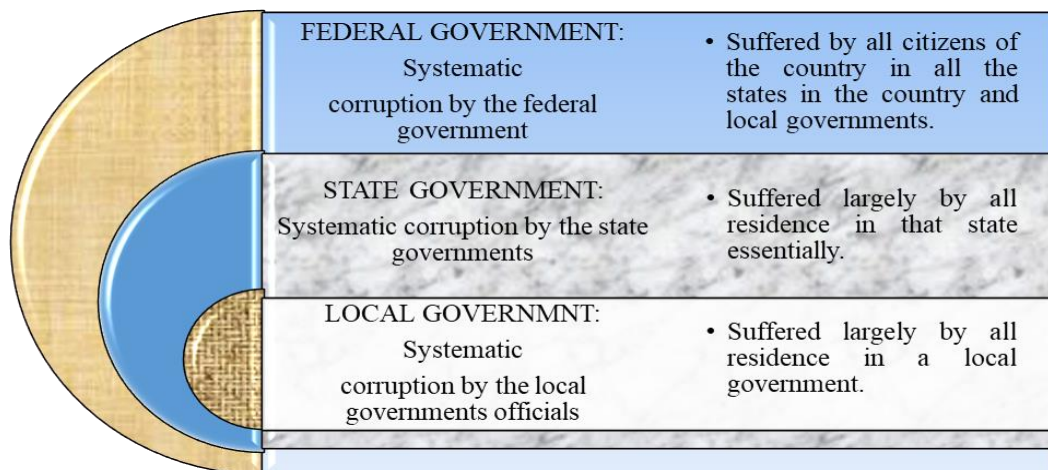 FEDERAL GOVERNMENT:
Systematic
corruption by the federal
government
• Suffered by all citizens of
the country in all the
states in the country and
local governments.
STATE GOVERNMENT:
Systematic corruption by the state
governments
• Suffered largely by all
residence in that state
essentially.
LOCAL GOVERNMNT:
Systematic
corruption by the local
governments officials
• Suffered largely by all
residence in a local
government.